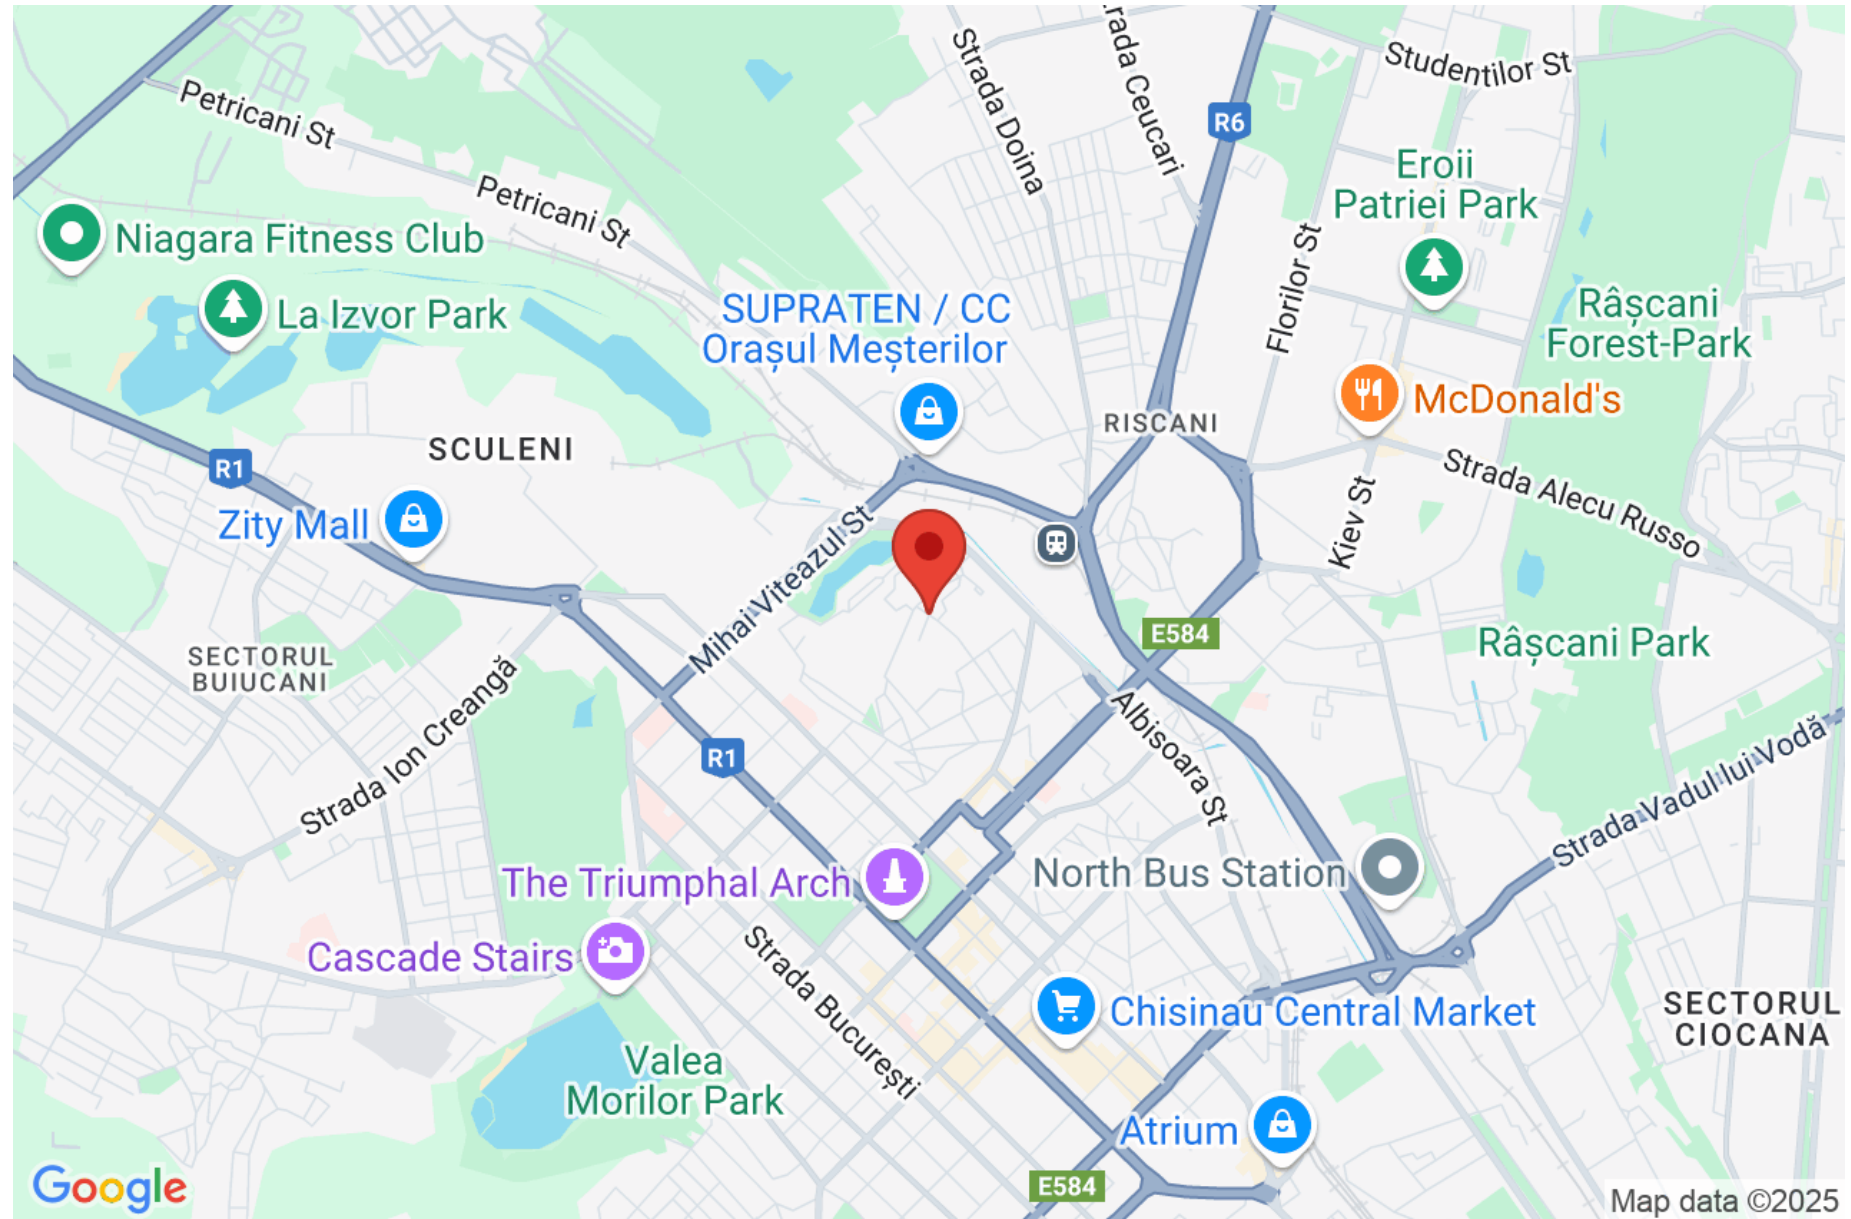 Strada Doina
Strada Ceucari
Studentilor St
Petricani St
R6
Eroii
Patriei Park
Petricani St
Niagara Fitness Club
Florilor St
La Izvor Park
SUPRATEN / CC
Orașul Meșterilor
Râșcani
Forest-Park
McDonald's
RISCANI
SCULENI
R1
Strada Alecu Russo
Zity Mall
Kiev St
Mihai Viteazul St
E584
Râșcani Park
SECTORUL
BUIUCANI
Strada Ion Creangă
Albisoara St
R1
Strada Vadul lui Vodă
The Triumphal Arch
North Bus Station
Cascade Stairs
Strada București
Chisinau Central Market
SECTORUL
CIOCANA
Valea
Morilor Park
Atrium
E584
Google
Map data ©2025